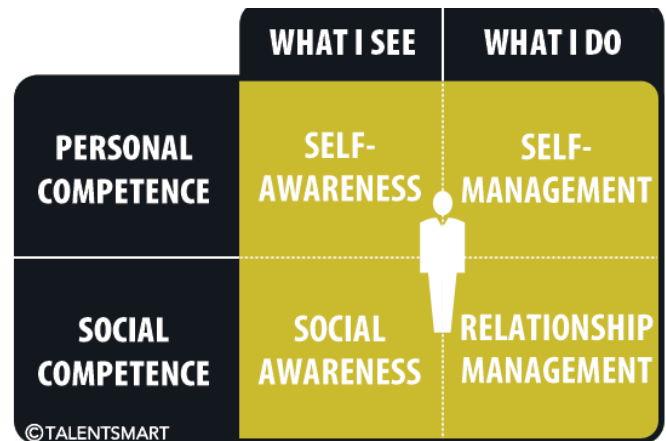 WHAT I SEE
WHAT I DO
PERSONAL
COMPETENCE
SELF-
AWARENESS
SELF-
MANAGEMENT
SOCIAL
COMPETENCE
SOCIAL
AWARENESS
RELATIONSHIP
MANAGEMENT
©TALENTSMART